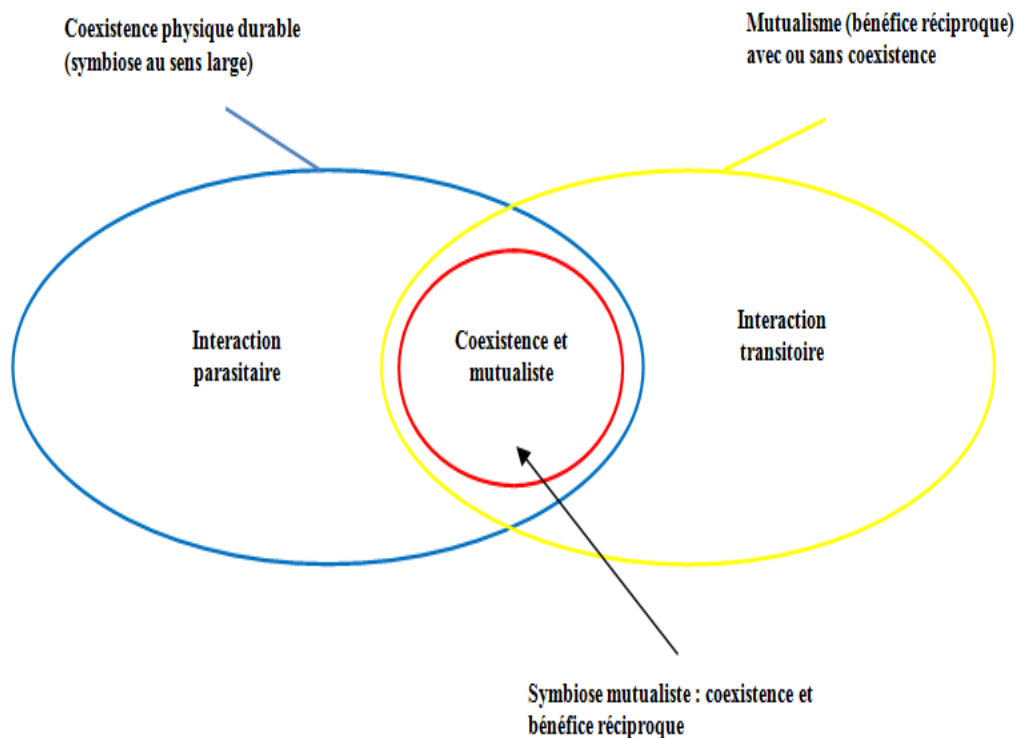 Coexistence physique durable
(symbiose au sens large)
Mutualisme (bénéfice réciproque)
avec ou sans coexistence
Interaction
parasitaire
Coexistence et
mutualiste
Interaction
transitoire
Symbiose mutualiste : coexistence et
bénéfice réciproque